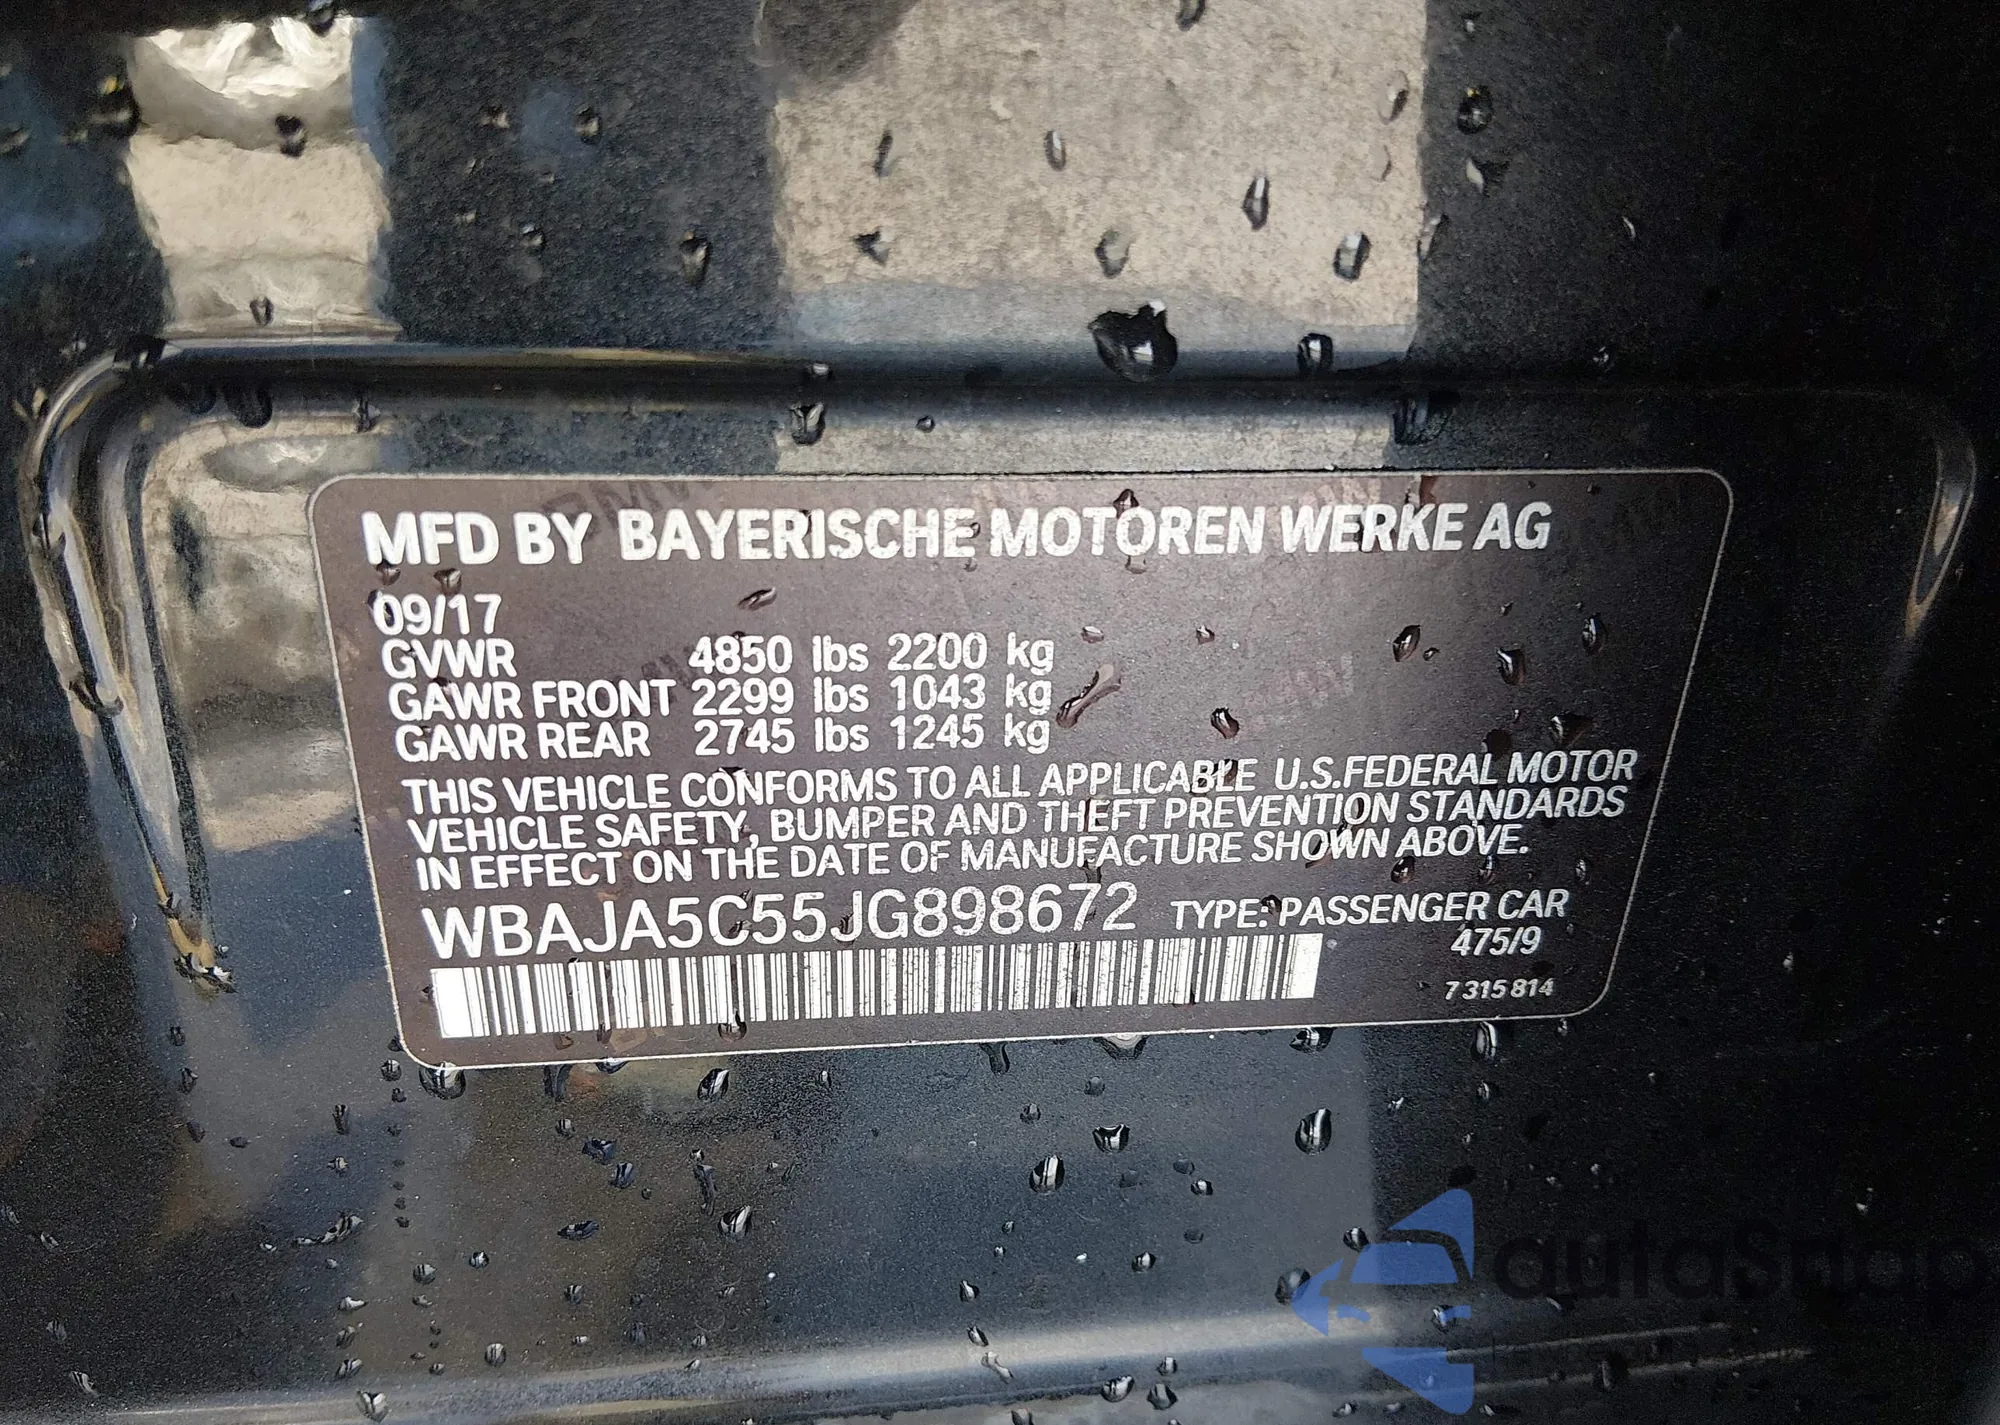 MFD BY BAYERISCHE MOTOREN WERKE AG
09/17
GVWR 4850 lbs 2200 kg
GAWR FRONT 2299 lbs 1043 kg
GAWR REAR 2745 lbs 1245 kg
THIS VEHICLE CONFORMS TO ALL APPLICABLE U.S.FEDERAL MOTOR
VEHICLE SAFETY, BUMPER AND THEFT PREVENTION STANDARDS
IN EFFECT ON THE DATE OF MANUFACTURE SHOWN ABOVE.
WBAJA5C55JG898672 TYPE: PASSENGER CAR
475/9
7 315 814
autoSnap